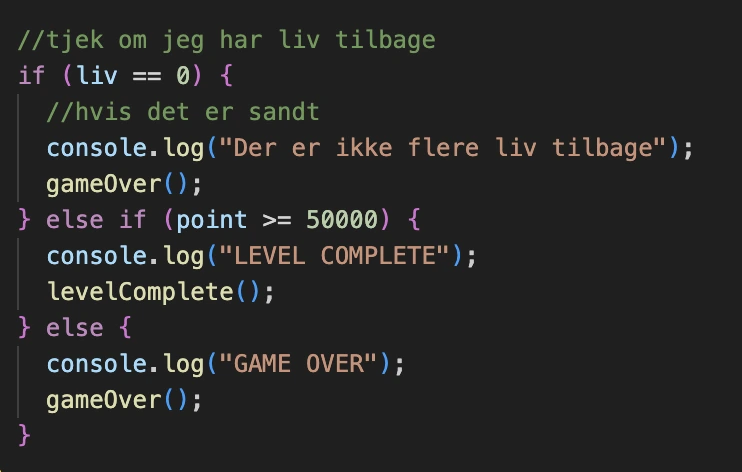 //tjek om jeg har liv tilbage
if (liv == 0) {
  //hvis det er sandt
  console.log("Der er ikke flere liv tilbage");
  gameOver();
} else if (point >= 50000) {
  console.log("LEVEL COMPLETE");
  levelComplete();
} else {
  console.log("GAME OVER");
  gameOver();
}